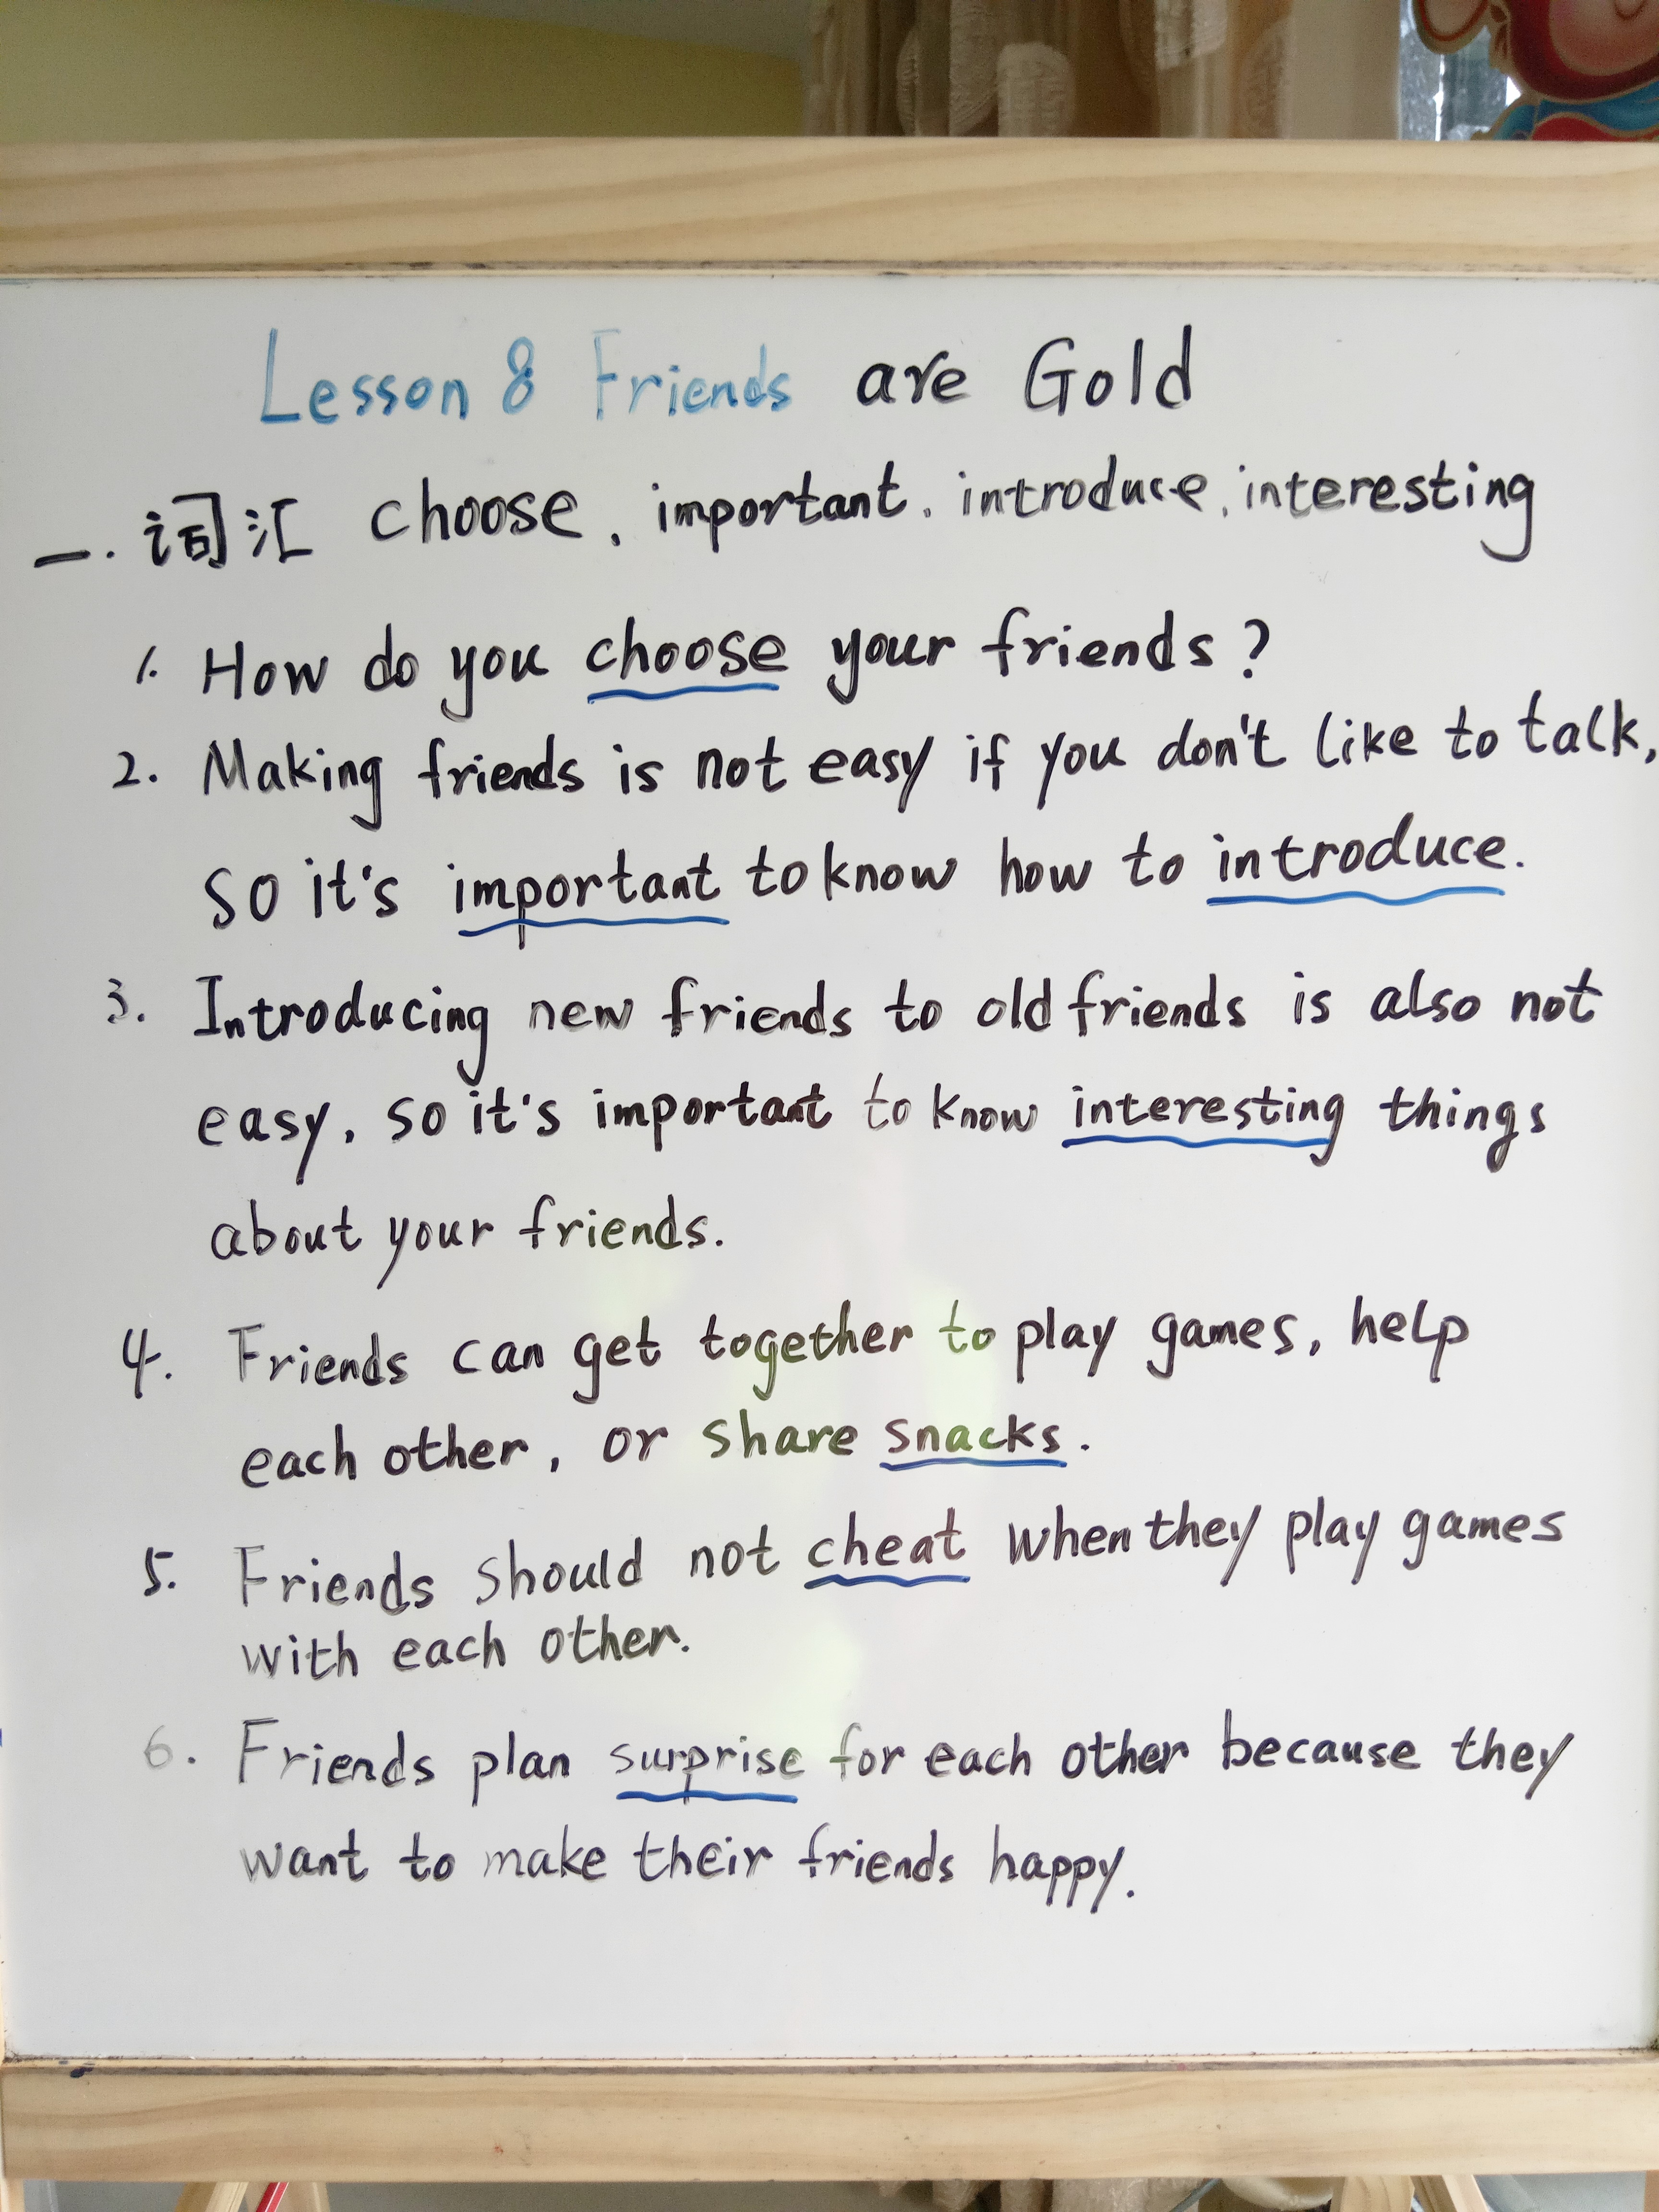 Lesson 8 Friends are Gold
一. 词汇 choose, important, introduce, interesting
1. How do you choose your friends?
2. Making friends is not easy if you don't like to talk,
so it's important to know how to introduce.
3. Introducing new friends to old friends is also not
easy, so it's important to know interesting things
about your friends.
4. Friends can get together to play games, help
each other, or share snacks.
5. Friends should not cheat when they play games
with each other.
6. Friends plan surprise for each other because they
want to make their friends happy.